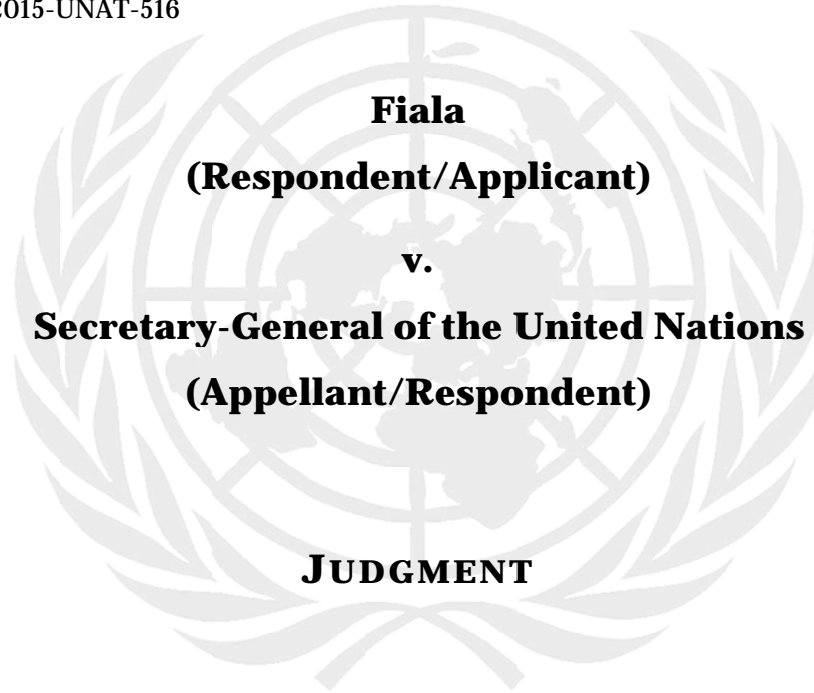 2015-UNAT-516
Fiala
(Respondent/Applicant)
v.
Secretary-General of the United Nations
(Appellant/Respondent)
JUDGMENT